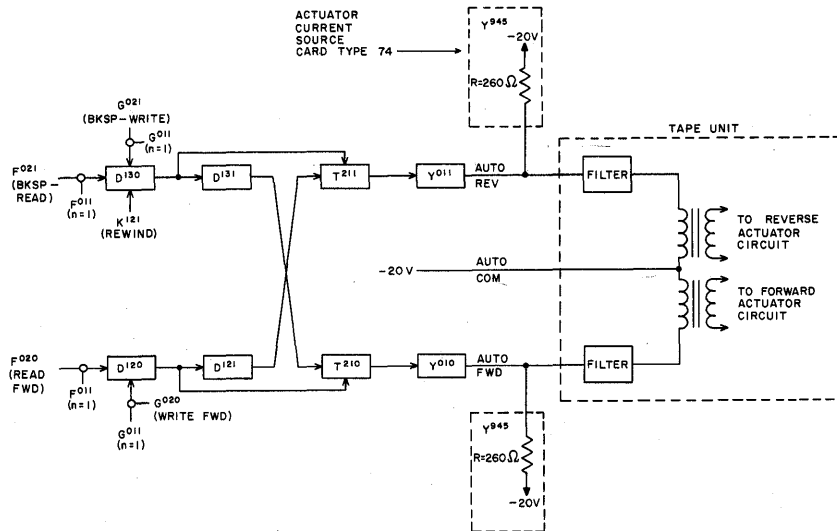 ACTUATOR
CURRENT
SOURCE
CARD TYPE 74
Y945
-20V
R=260Ω
G021
(BKSP-WRITE)
G011
(n=1)
F021
(BKSP-
READ)
F011
(n=1)
D130
K121
(REWIND)
D131
T211
Y011
AUTO
REV
TAPE UNIT
FILTER
TO REVERSE
ACTUATOR
CIRCUIT
-20V
AUTO
COM
TO FORWARD
ACTUATOR
CIRCUIT
F020
(READ
FWD)
F011
(n=1)
D120
G020
(WRITE FWD)
G011
(n=1)
D121
T210
Y010
AUTO
FWD
FILTER
Y945
R=260Ω
-20V